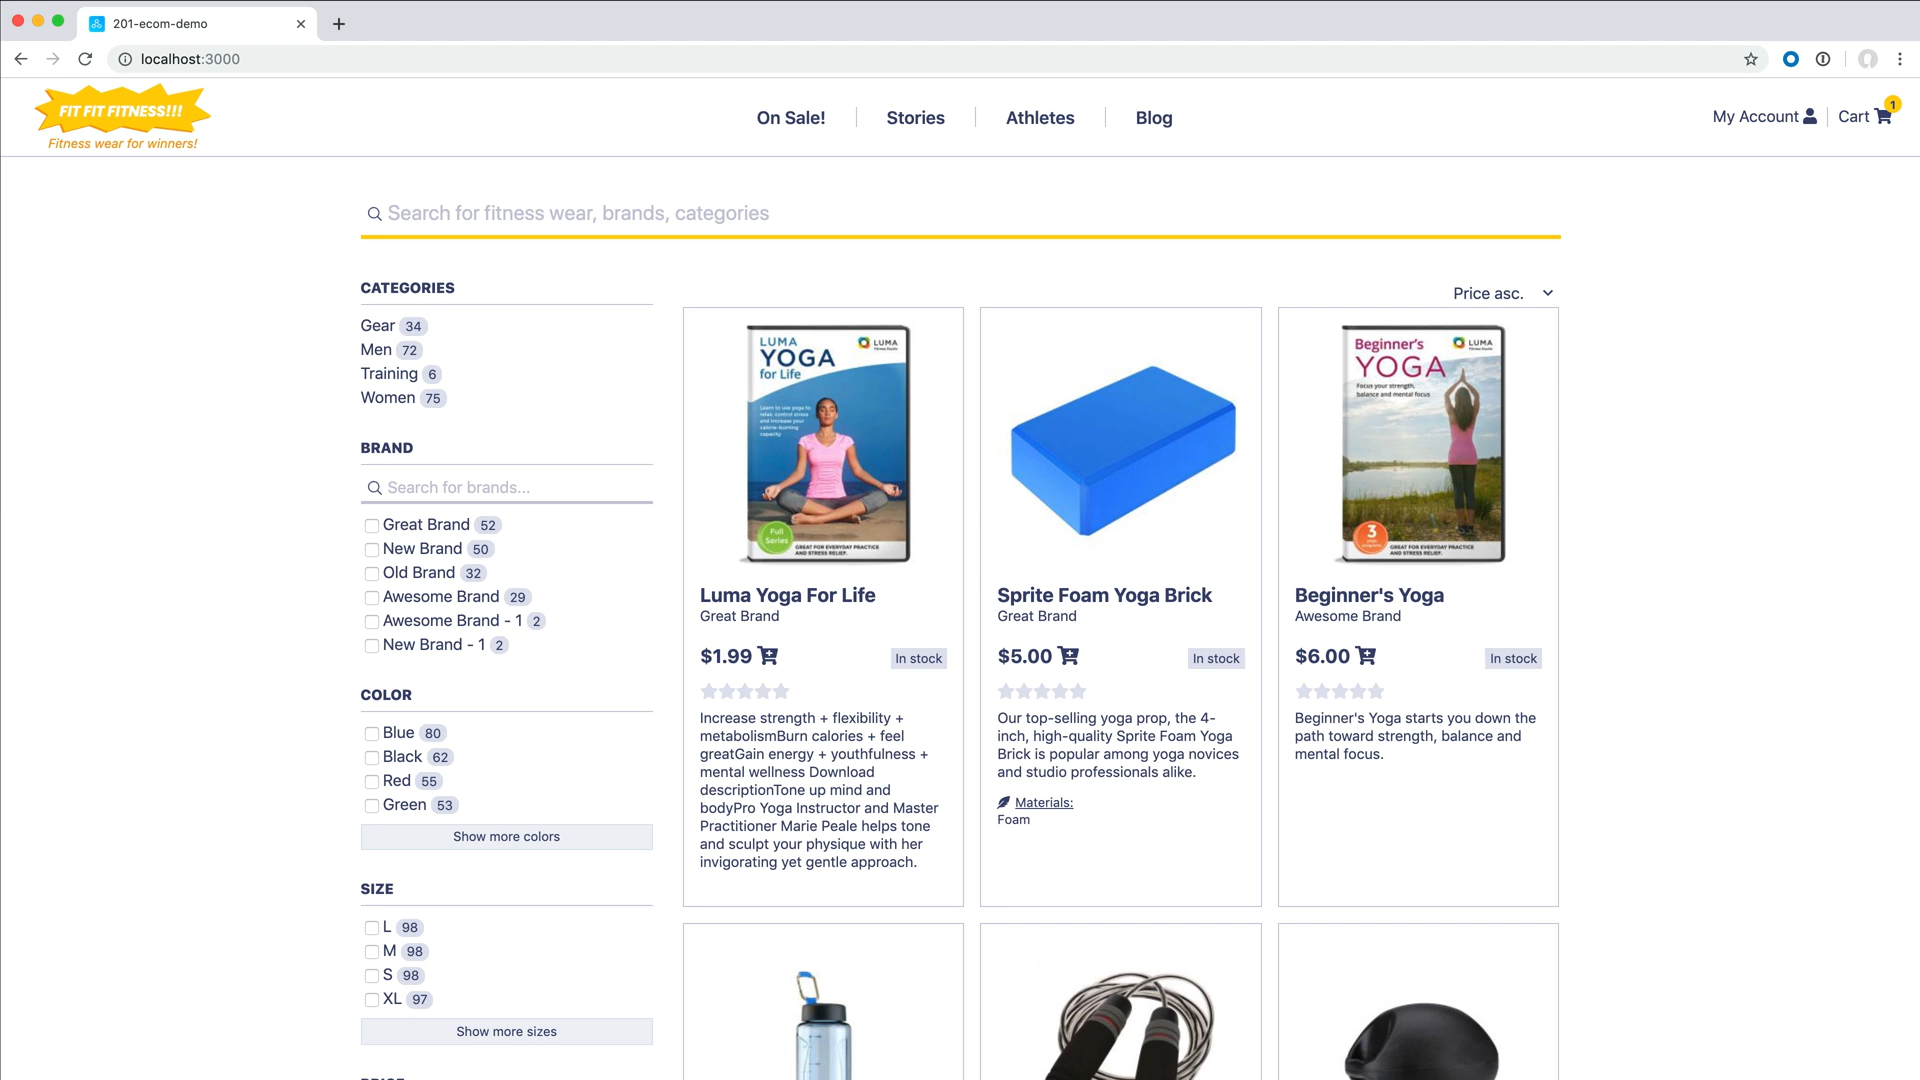 201-ecom-demo
localhost:3000
FIT FIT FITNESS!!!
Fitness wear for winners!
On Sale!
Stories
Athletes
Blog
My Account
Cart
1
Search for fitness wear, brands, categories
CATEGORIES
Gear 34
Men 72
Training 6
Women 75
BRAND
Search for brands...
Great Brand 52
New Brand 50
Old Brand 32
Awesome Brand 29
Awesome Brand - 1 2
New Brand - 1 2
COLOR
Blue 80
Black 62
Red 55
Green 53
Show more colors
SIZE
L 98
M 98
S 98
XL 97
Show more sizes
Price asc.
LUMA
YOGA
for Life
LUMA
Fitness Studio
Learn to use yoga to
relax, control stress
and increase your
calorie-burning
capacity
Full
Series
GREAT FOR EVERYDAY PRACTICE
AND STRESS RELIEF.
Luma Yoga For Life
Great Brand
$1.99
In stock
Increase strength + flexibility +
metabolismBurn calories + feel
greatGain energy + youthfulness +
mental wellness Download
descriptionTone up mind and
bodyPro Yoga Instructor and Master
Practitioner Marie Peale helps tone
and sculpt your physique with her
invigorating yet gentle approach.
Sprite Foam Yoga Brick
Great Brand
$5.00
In stock
Our top-selling yoga prop, the 4-
inch, high-quality Sprite Foam Yoga
Brick is popular among yoga novices
and studio professionals alike.
Materials:
Foam
Beginner's
YOGA
LUMA
Fitness Studio
Focus your strength,
balance and mental focus
3
GREAT FOR EVERYDAY PRACTICE
AND STRESS RELIEF.
Beginner's Yoga
Awesome Brand
$6.00
In stock
Beginner's Yoga starts you down the
path toward strength, balance and
mental focus.